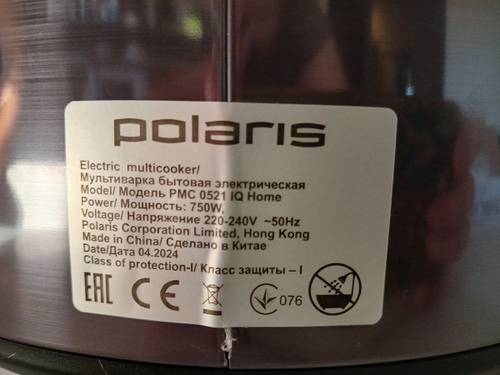 polaris
Electric multicooker/
Мультиварка бытовая электрическая
Model/ Модель PMC 0521 IQ Home
Power/ Мощность: 750W,
Voltage/ Напряжение 220-240V ~50Hz
Polaris Corporation Limited, Hong Kong
Made in China/ Сделано в Китае
Date/Дата 04.2024
Class of protection-I/ Класс защиты – I
EAC CE 076